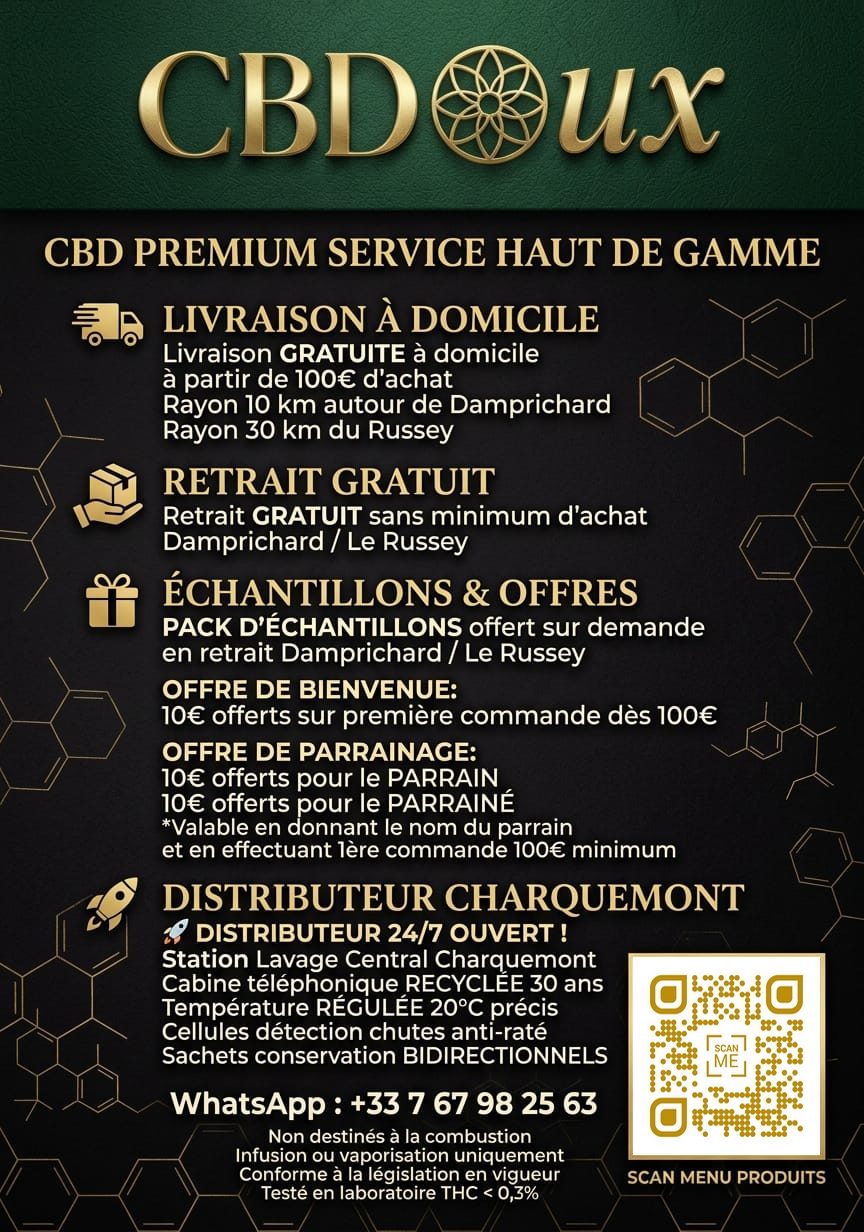 CBDOux
CBD PREMIUM SERVICE HAUT DE GAMME
LIVRAISON À DOMICILE
Livraison GRATUITE à domicile
à partir de 100€ d'achat
Rayon 10 km autour de Damprichard
Rayon 30 km du Russey
RETRAIT GRATUIT
Retrait GRATUIT sans minimum d'achat
Damprichard / Le Russey
ÉCHANTILLONS & OFFRES
PACK D'ÉCHANTILLONS offert sur demande
en retrait Damprichard / Le Russey
OFFRE DE BIENVENUE:
10€ offerts sur première commande dès 100€
OFFRE DE PARRAINAGE:
10€ offerts pour le PARRAIN
10€ offerts pour le PARRAINÉ
*Valable en donnant le nom du parrain
et en effectuant 1ère commande 100€ minimum
DISTRIBUTEUR CHARQUEMONT
🚀 DISTRIBUTEUR 24/7 OUVERT !
Station Lavage Central Charquemont
Cabine téléphonique RECYCLÉE 30 ans
Température RÉGULÉE 20°C précis
Cellules détection chutes anti-raté
Sachets conservation BIDIRECTIONNELS
SCAN
ME
WhatsApp : +33 7 67 98 25 63
Non destinés à la combustion
Infusion ou vaporisation uniquement
Conforme à la législation en vigueur
Testé en laboratoire THC < 0,3%
SCAN MENU PRODUITS